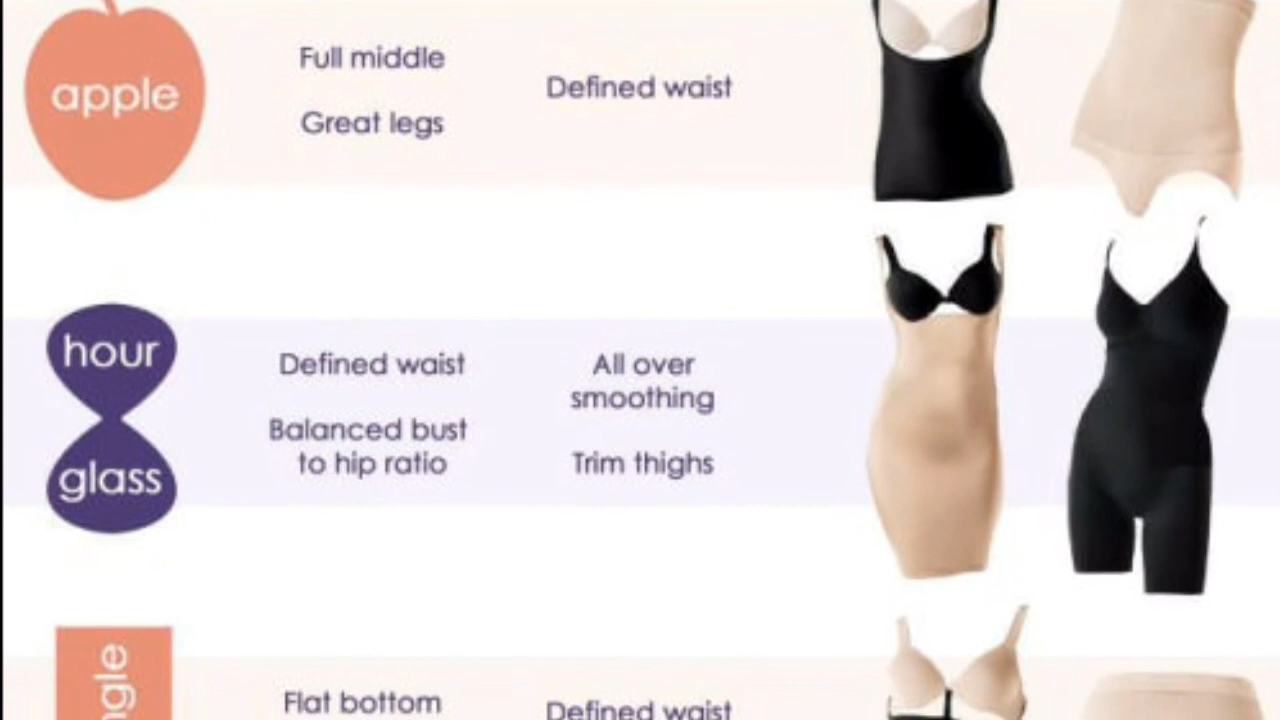 apple
Full middle
Great legs
Defined waist
hour
glass
Defined waist
Balanced bust
to hip ratio
All over
smoothing
Trim thighs
Flat bottom
Defined waist